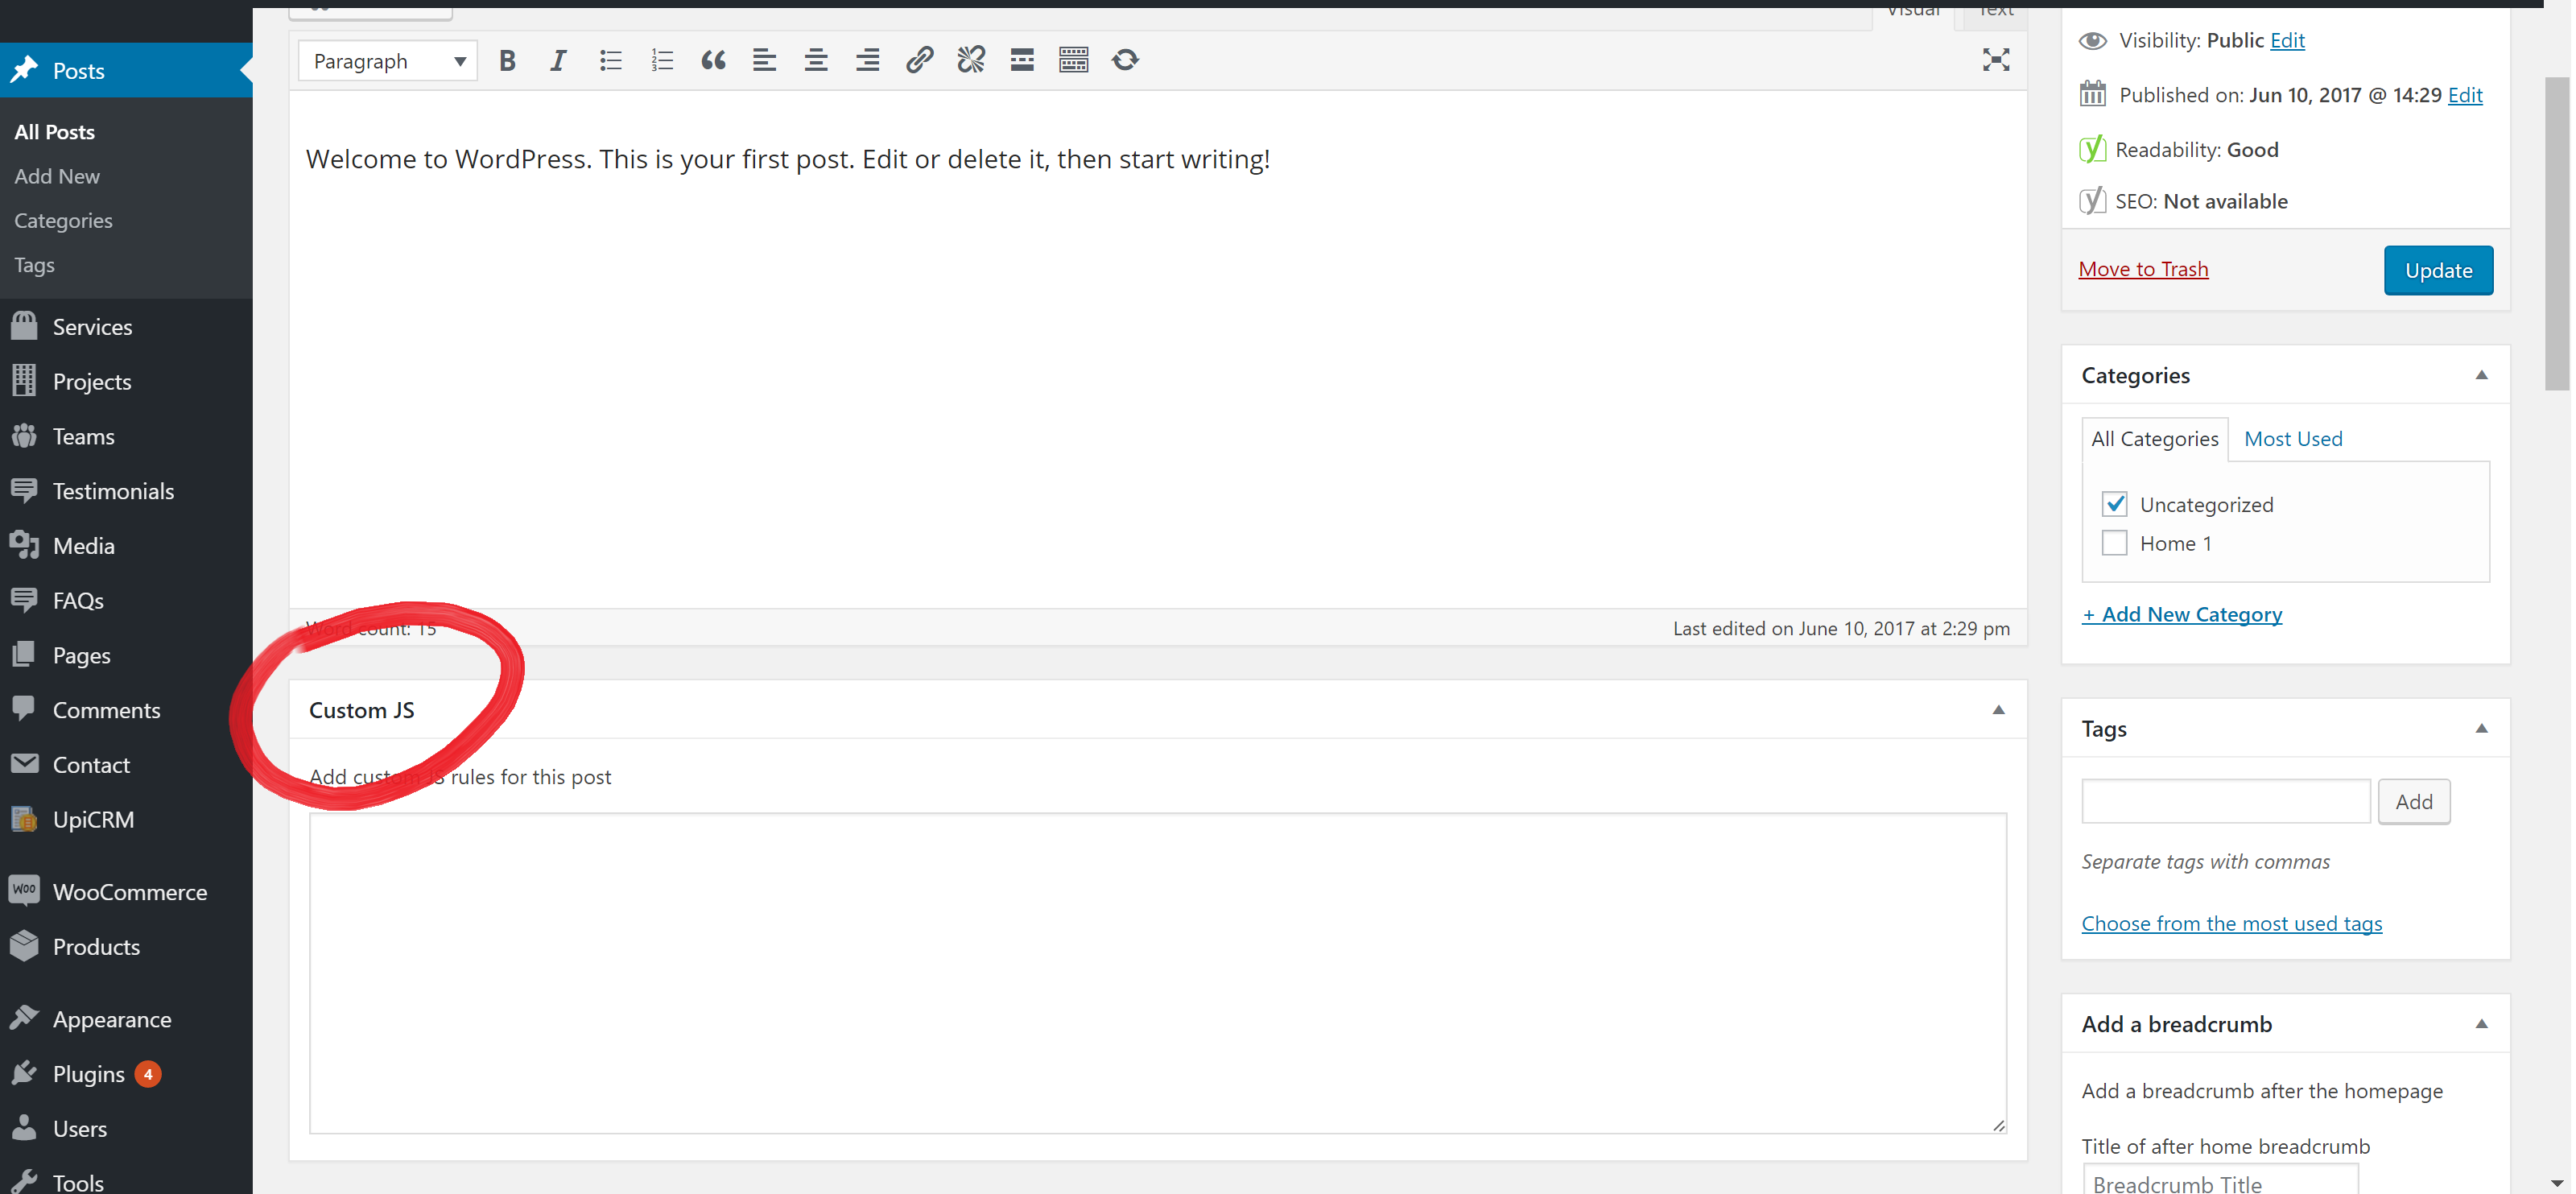 Posts
All Posts
Add New
Categories
Tags
Services
Projects
Teams
Testimonials
Media
FAQs
Pages
Comments
Contact
UpiCRM
WOO WooCommerce
Products
Appearance
Plugins 4
Users
Tools
Visual Text
Paragraph
Welcome to WordPress. This is your first post. Edit or delete it, then start writing!
Word count: 15
Last edited on June 10, 2017 at 2:29 pm
Custom JS
Add custom JS rules for this post
Visibility: Public Edit
Published on: Jun 10, 2017 @ 14:29 Edit
Readability: Good
SEO: Not available
Move to Trash
Update
Categories
All Categories Most Used
Uncategorized
Home 1
+ Add New Category
Tags
Add
Separate tags with commas
Choose from the most used tags
Add a breadcrumb
Add a breadcrumb after the homepage
Title of after home breadcrumb
Breadcrumb Title